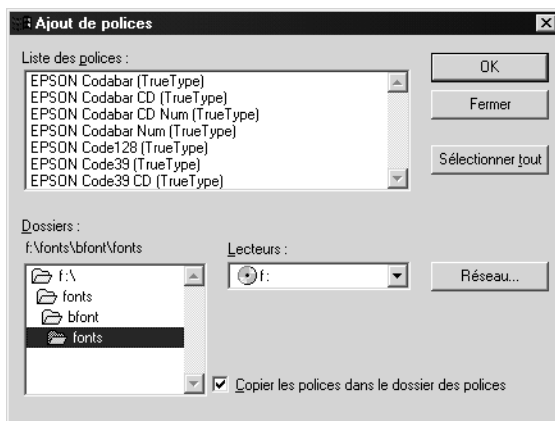 Ajout de polices
Liste des polices :
EPSON Codabar (TrueType)
EPSON Codabar CD (TrueType)
EPSON Codabar CD Num (TrueType)
EPSON Codabar Num (TrueType)
EPSON Code128 (TrueType)
EPSON Code39 (TrueType)
EPSON Code39 CD (TrueType)
OK
Fermer
Sélectionner tout
Dossiers :
f:\fonts\bfont\fonts
f:\
fonts
bfont
fonts
Lecteurs :
f:
Réseau...
Copier les polices dans le dossier des polices